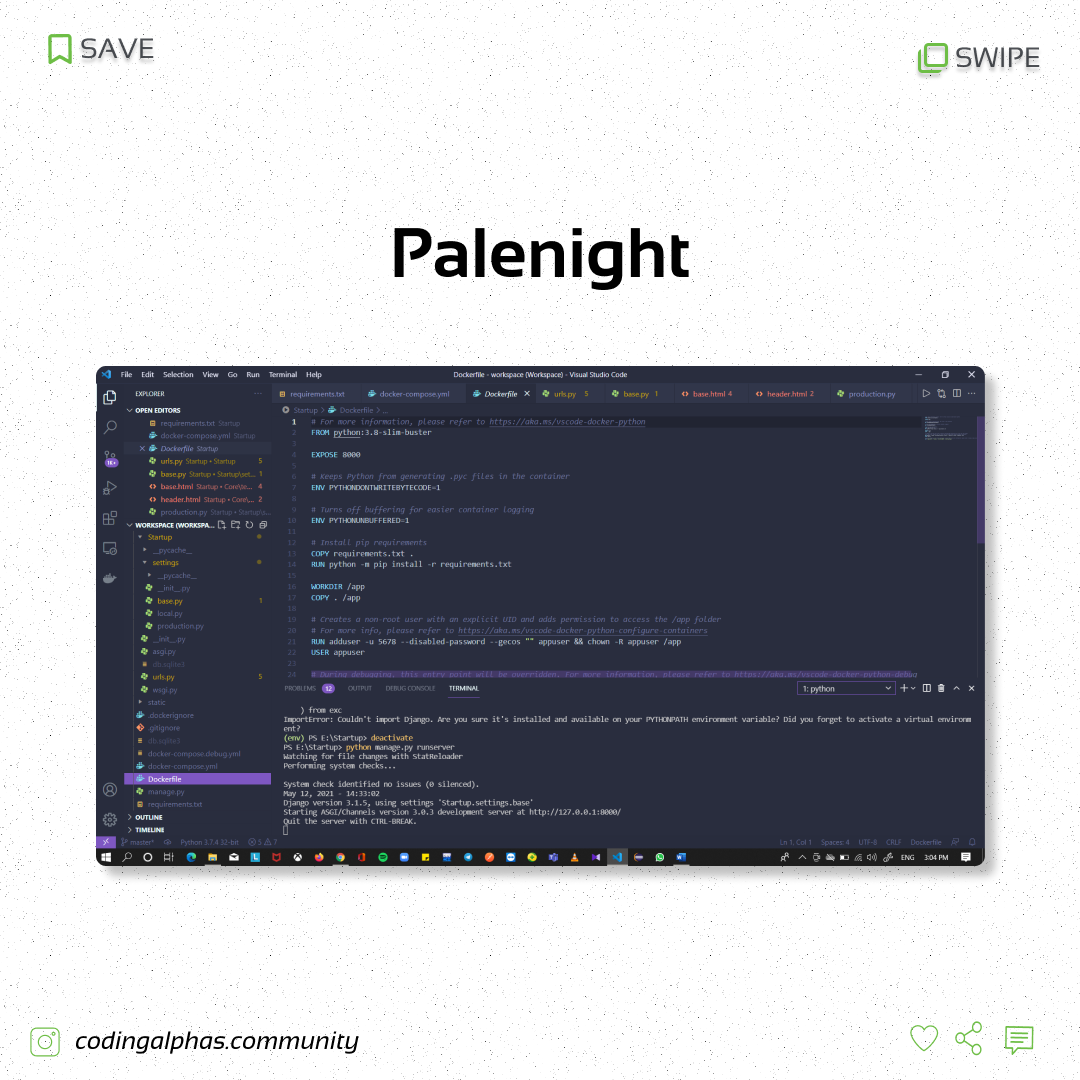 SAVE
SWIPE
Palenight
File Edit Selection View Go Run Terminal Help
Dockerfile - workspace (Workspace) - Visual Studio Code
EXPLORER
OPEN EDITORS
requirements.txt Startup
docker-compose.yml Startup
Dockerfile Startup
urls.py Startup • Startup 5
base.py Startup • Startup\set... 1
base.html Startup • Core\te... 4
header.html Startup • Core\... 2
production.py Startup • Startup\s...
WORKSPACE (WORKSPA...
Startup
__pycache__
settings
__pycache__
__init__.py
base.py 1
local.py
production.py
__init__.py
asgi.py
db.sqlite3
urls.py 5
wsgi.py
static
.dockerignore
.gitignore
db.sqlite3
docker-compose.debug.yml
docker-compose.yml
Dockerfile
manage.py
requirements.txt
OUTLINE
TIMELINE
requirements.txt docker-compose.yml Dockerfile urls.py 5 base.py 1 base.html 4 header.html 2 production.py
Startup > Dockerfile > ...
1 # For more information, please refer to https://aka.ms/vscode-docker-python
2 FROM python:3.8-slim-buster
3
4 EXPOSE 8000
5
6 # Keeps Python from generating .pyc files in the container
7 ENV PYTHONDONTWRITEBYTECODE=1
8
9 # Turns off buffering for easier container logging
10 ENV PYTHONUNBUFFERED=1
11
12 # Install pip requirements
13 COPY requirements.txt .
14 RUN python -m pip install -r requirements.txt
15
16 WORKDIR /app
17 COPY . /app
18
19 # Creates a non-root user with an explicit UID and adds permission to access the /app folder
20 # For more info, please refer to https://aka.ms/vscode-docker-python-configure-containers
21 RUN adduser -u 5678 --disabled-password --gecos "" appuser && chown -R appuser /app
22 USER appuser
23
24 # During debugging, this entry point will be overridden. For more information, please refer to https://aka.ms/vscode-docker-python-debug
PROBLEMS 12 OUTPUT DEBUG CONSOLE TERMINAL
1: python
) from exc
ImportError: Couldn't import Django. Are you sure it's installed and available on your PYTHONPATH environment variable? Did you forget to activate a virtual environm
ent?
(env) PS E:\Startup> deactivate
PS E:\Startup> python manage.py runserver
Watching for file changes with StatReloader
Performing system checks...
System check identified no issues (0 silenced).
May 12, 2021 - 14:33:02
Django version 3.1.5, using settings 'Startup.settings.base'
Starting ASGI/Channels version 3.0.3 development server at http://127.0.0.1:8000/
Quit the server with CTRL-BREAK.
master* Python 3.7.4 32-bit 5 7
Ln 1, Col 1 Spaces: 4 UTF-8 CRLF Dockerfile
ENG 3:04 PM
codingalphas.community